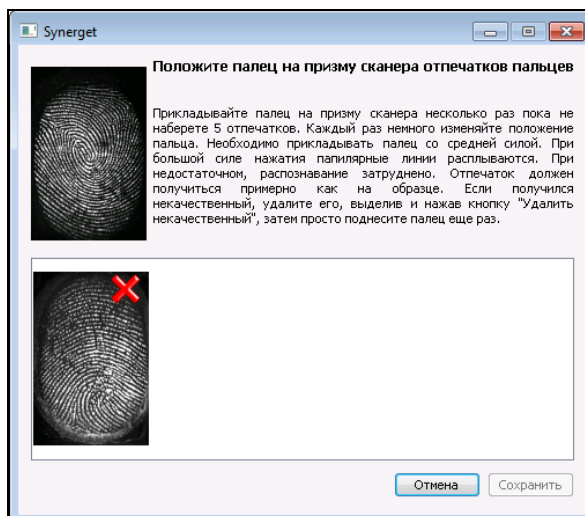 Synerget
Положите палец на призму сканера отпечатков пальцев
Прикладывайте палец на призму сканера несколько раз пока не
наберете 5 отпечатков. Каждый раз немного изменяйте положение
пальца. Необходимо прикладывать палец со средней силой. При
большой силе нажатия папилярные линии расплываются. При
недостаточном, распознавание затруднено. Отпечаток должен
получиться примерно как на образце. Если получился
некачественный, удалите его, выделив и нажав кнопку "Удалить
некачественный", затем просто поднесите палец еще раз.
Отмена
Сохранить